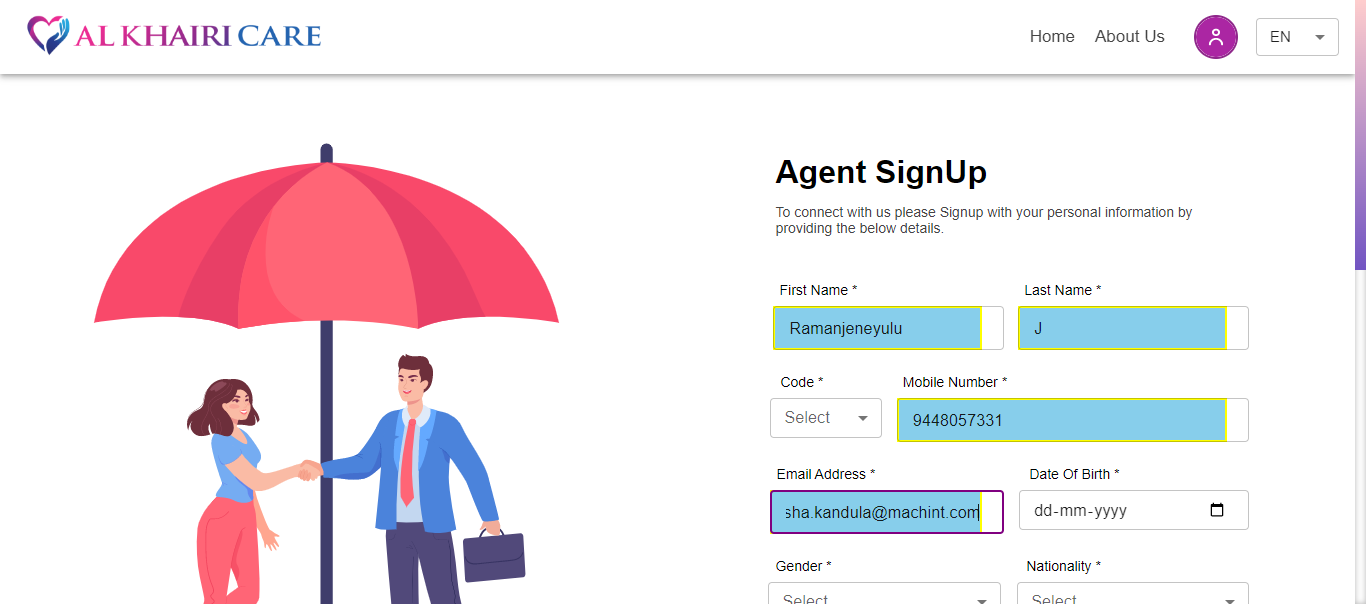 AL KHAIRI CARE
Home About Us EN
Agent SignUp
To connect with us please Signup with your personal information by
providing the below details.
First Name * Last Name *
Ramanjeneyulu J
Code * Mobile Number *
Select 9448057331
Email Address * Date Of Birth *
sha.kandula@machint.com dd-mm-yyyy
Gender * Nationality *
Select Select